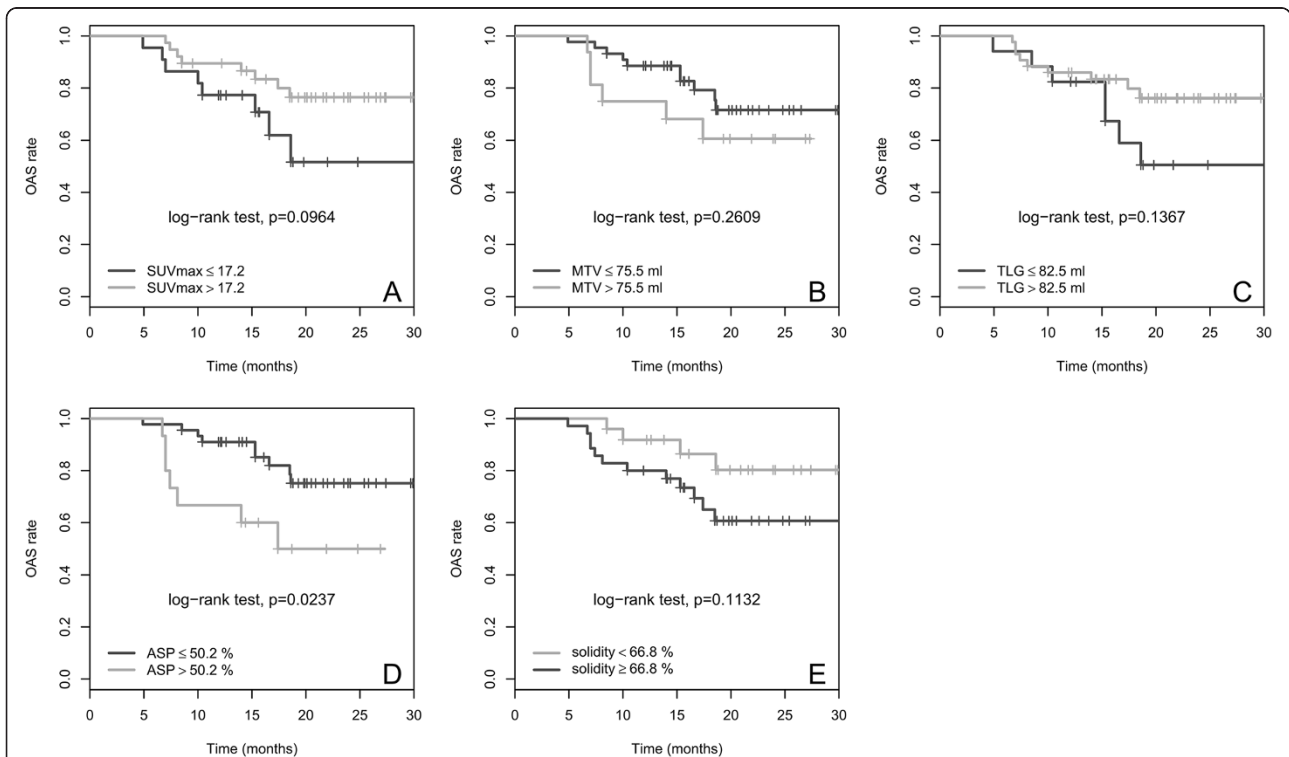 1.0
0.8
0.6
0.4
0.2
0.0
OAS rate
log−rank test, p=0.0964
SUVmax ≤ 17.2
SUVmax > 17.2
A
0 5 10 15 20 25 30
Time (months)
1.0
0.8
0.6
0.4
0.2
0.0
OAS rate
log−rank test, p=0.2609
MTV ≤ 75.5 ml
MTV > 75.5 ml
B
0 5 10 15 20 25 30
Time (months)
1.0
0.8
0.6
0.4
0.2
0.0
OAS rate
log−rank test, p=0.1367
TLG ≤ 82.5 ml
TLG > 82.5 ml
C
0 5 10 15 20 25 30
Time (months)
1.0
0.8
0.6
0.4
0.2
0.0
OAS rate
log−rank test, p=0.0237
ASP ≤ 50.2 %
ASP > 50.2 %
D
0 5 10 15 20 25 30
Time (months)
1.0
0.8
0.6
0.4
0.2
0.0
OAS rate
log−rank test, p=0.1132
solidity < 66.8 %
solidity ≥ 66.8 %
E
0 5 10 15 20 25 30
Time (months)